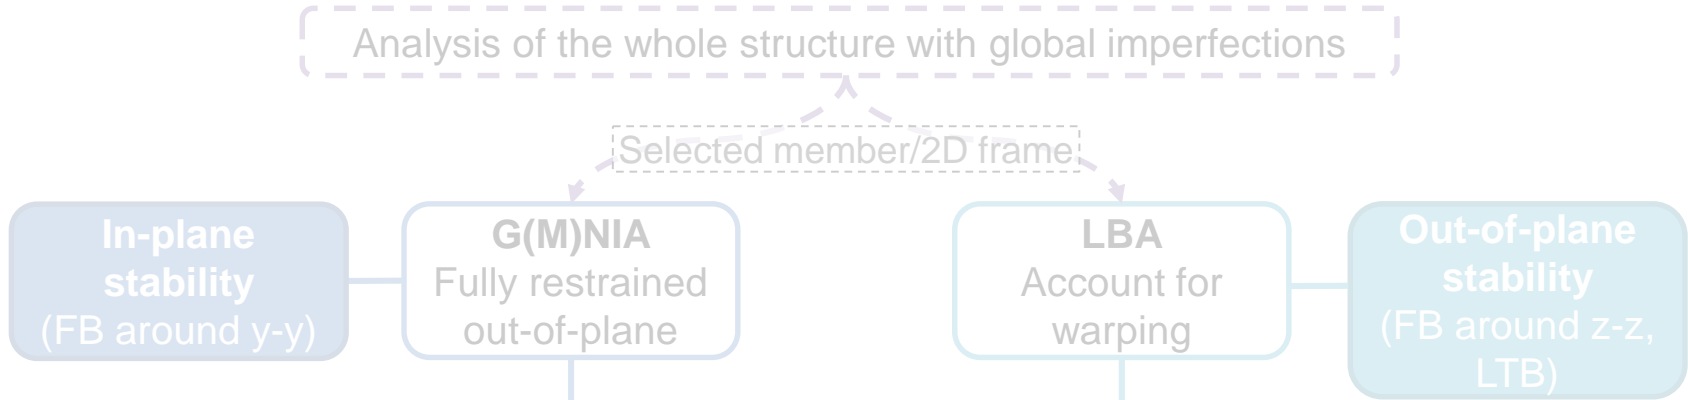 Analysis of the whole structure with global imperfections
Selected member/2D frame
In-plane
stability
(FB around y-y)
G(M)NIA
Fully restrained
out-of-plane
LBA
Account for
warping
Out-of-plane
stability
(FB around z-z,
LTB)